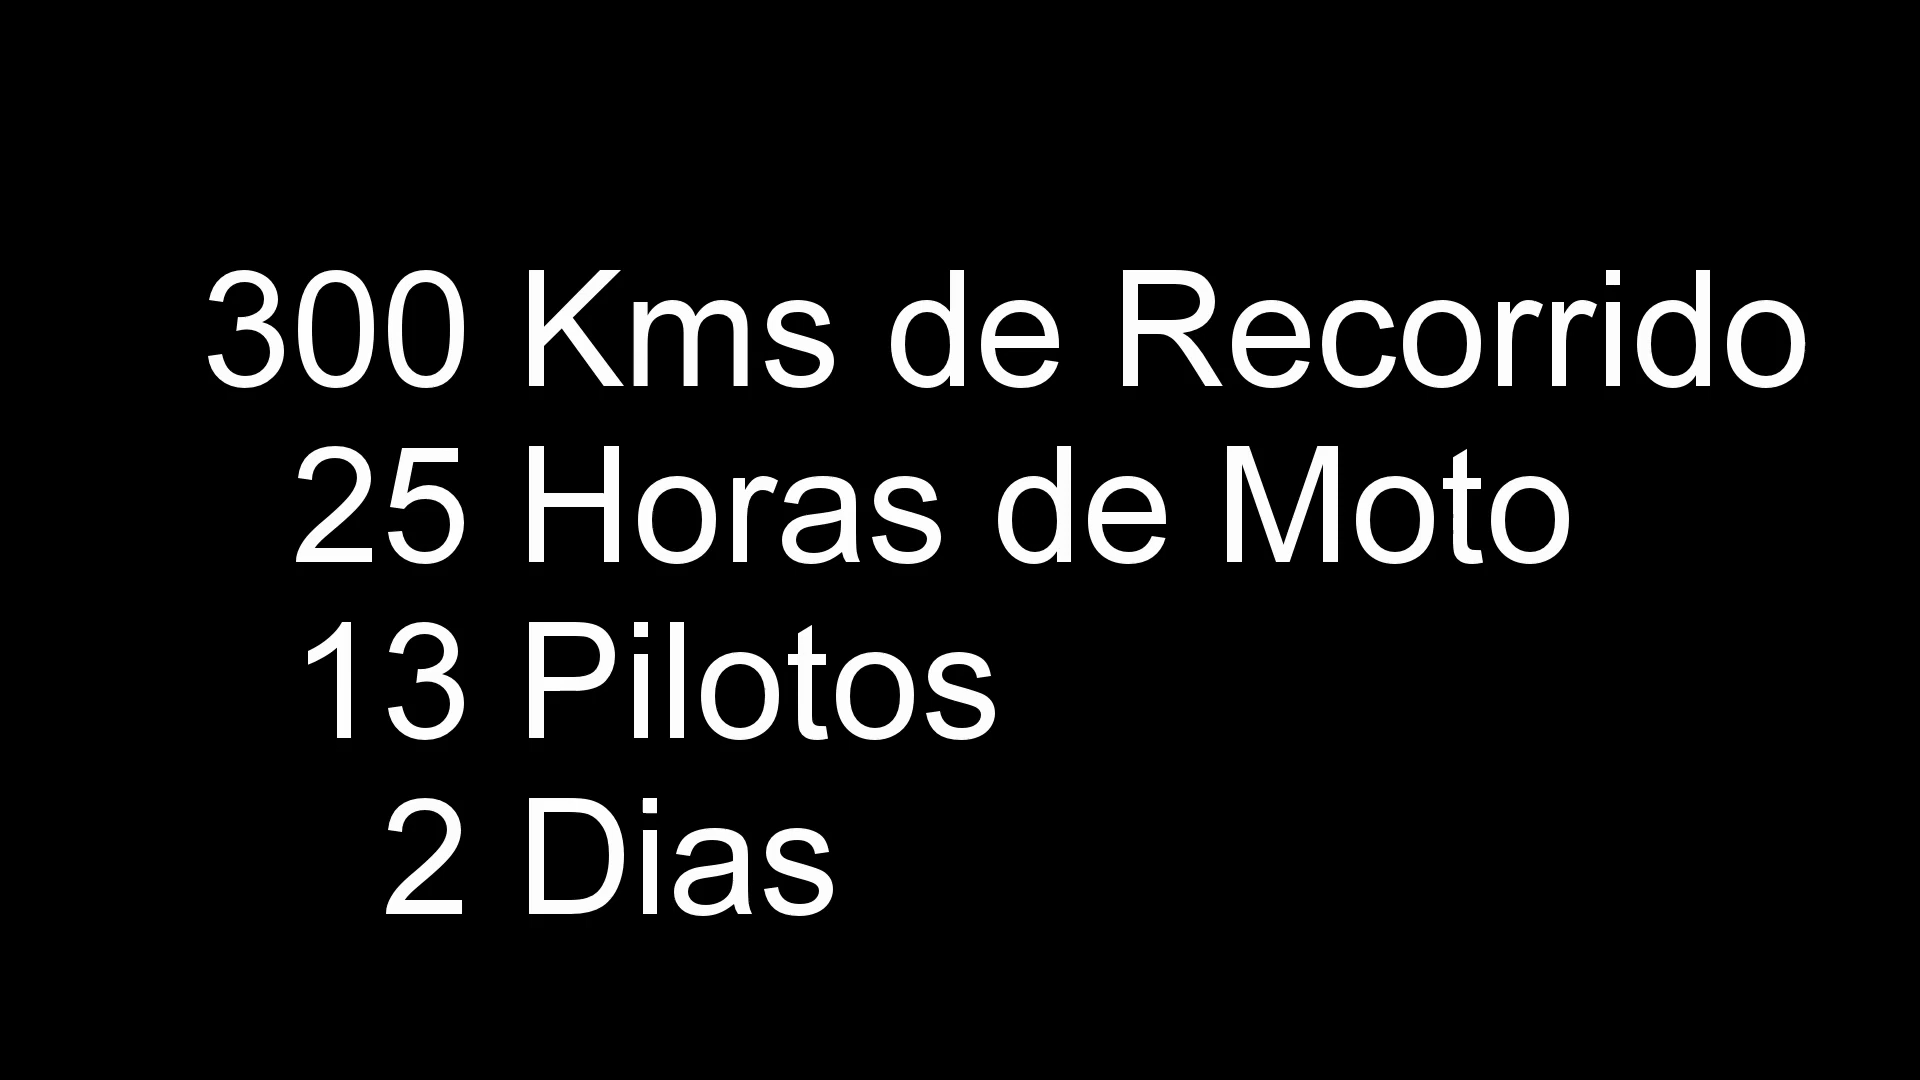 300 Kms de Recorrido
25 Horas de Moto
13 Pilotos
2 Dias